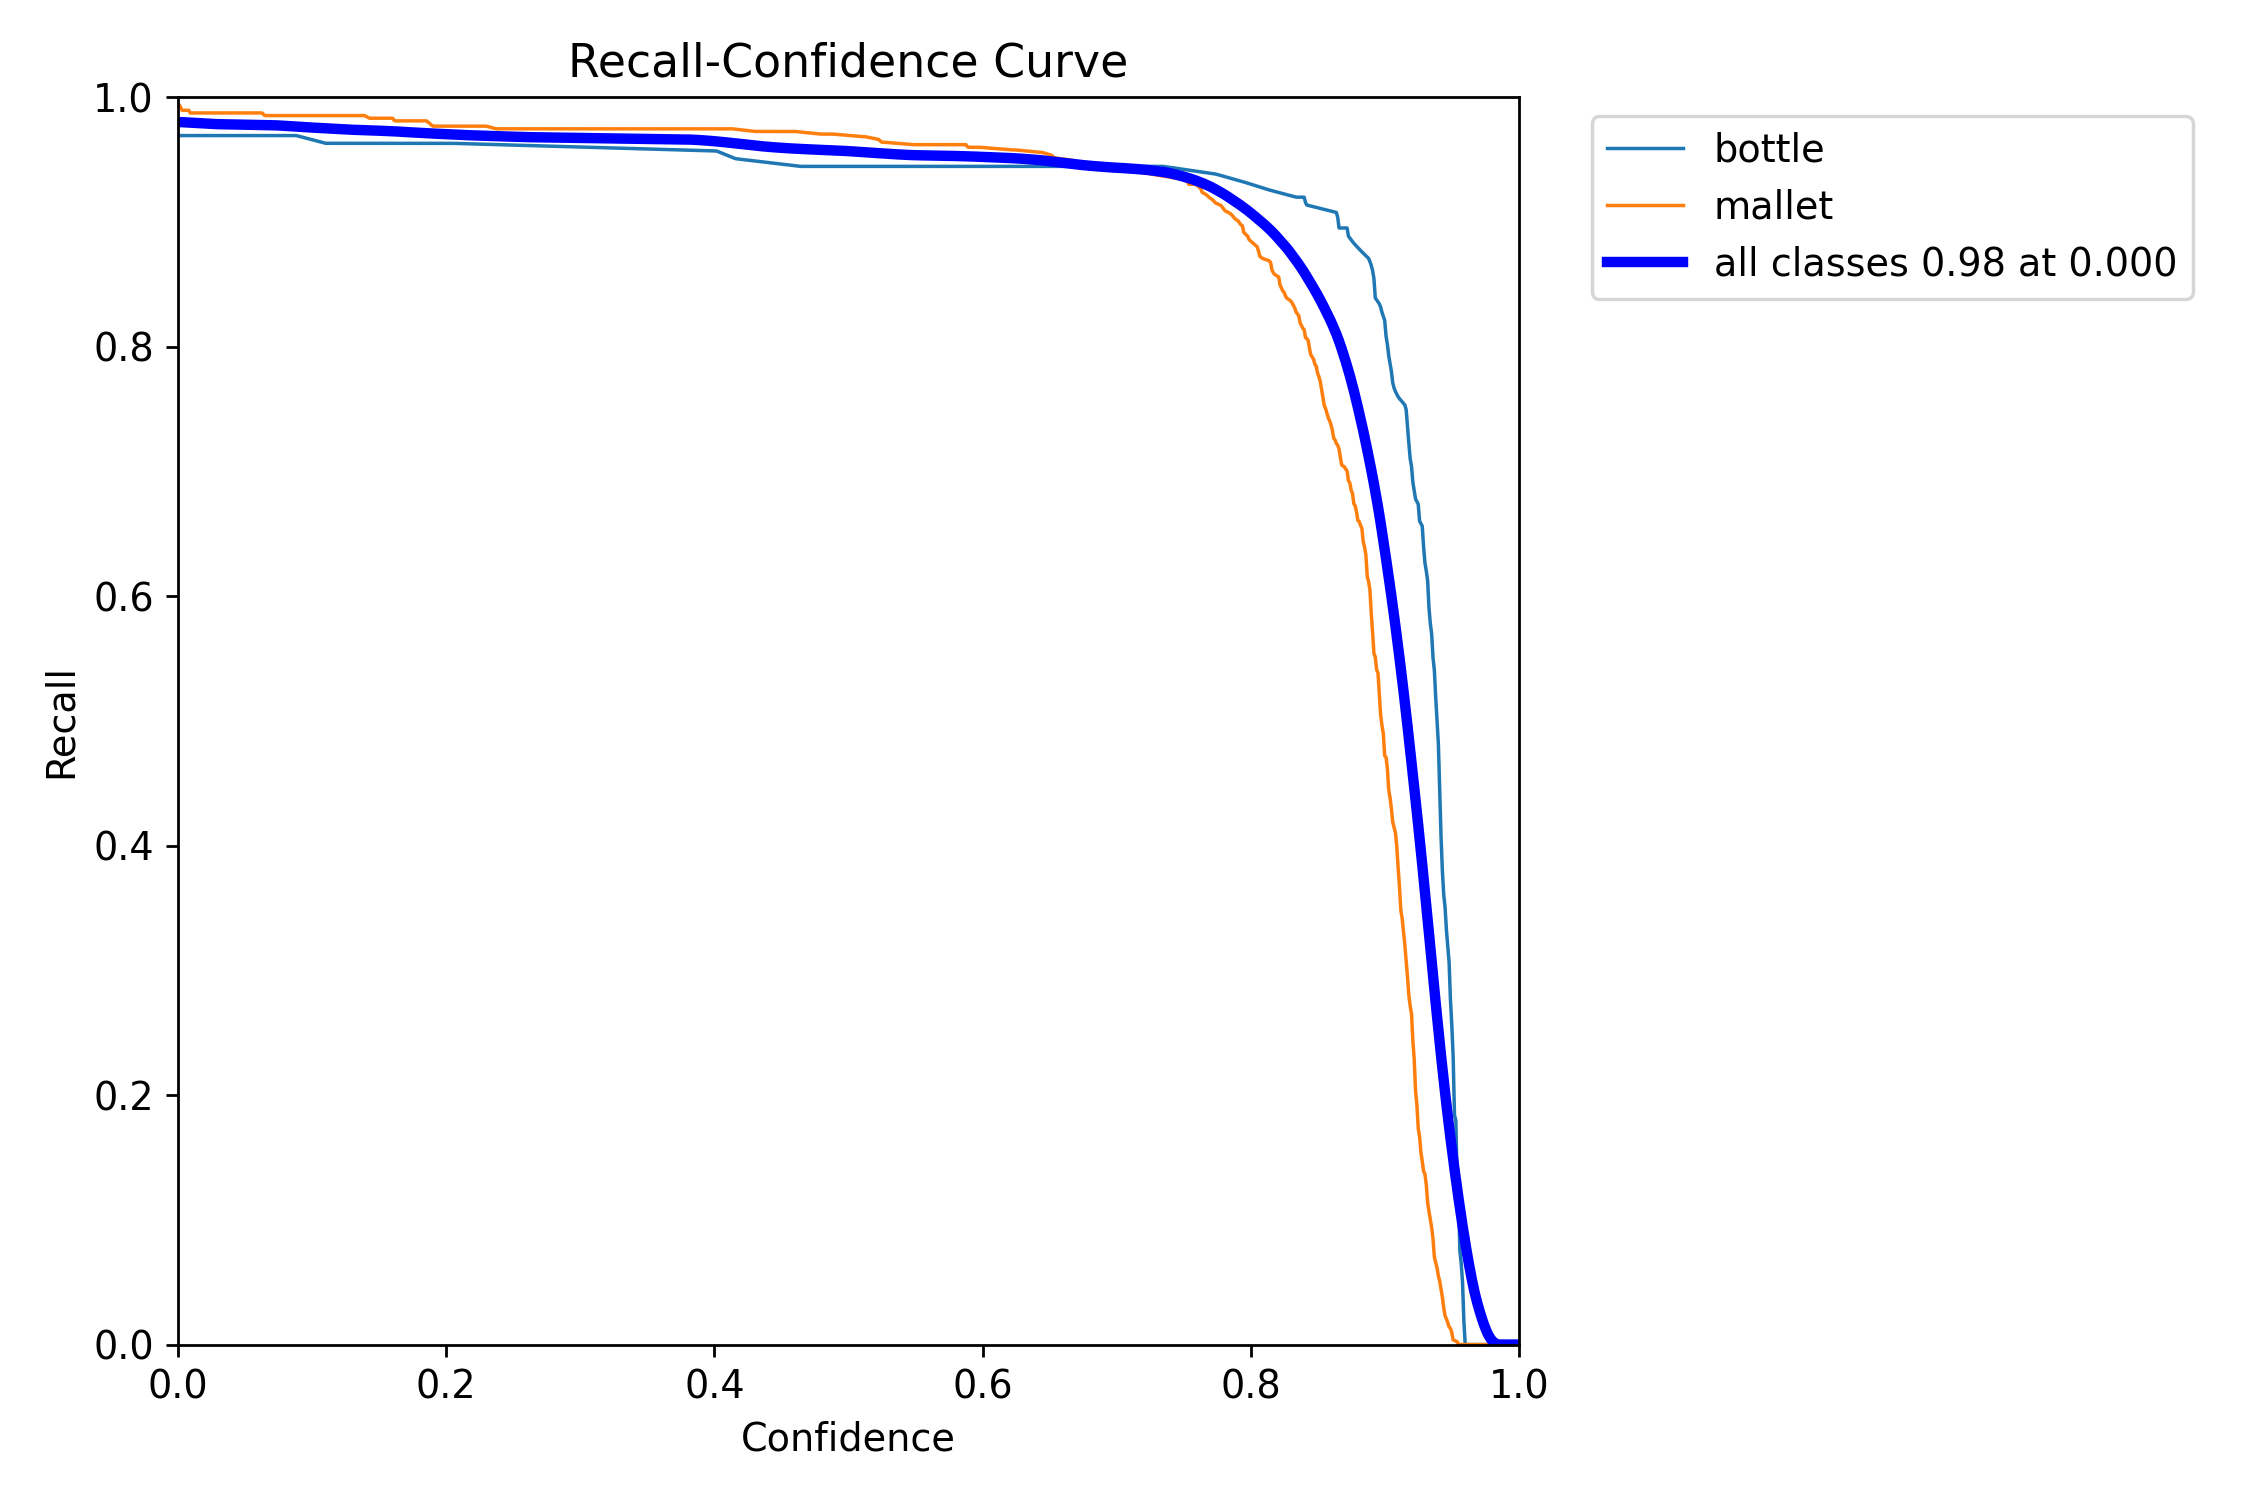 Recall-Confidence Curve
1.0
0.8
0.6
0.4
0.2
0.0
Recall
0.0 0.2 0.4 0.6 0.8 1.0
Confidence
bottle
mallet
all classes 0.98 at 0.000